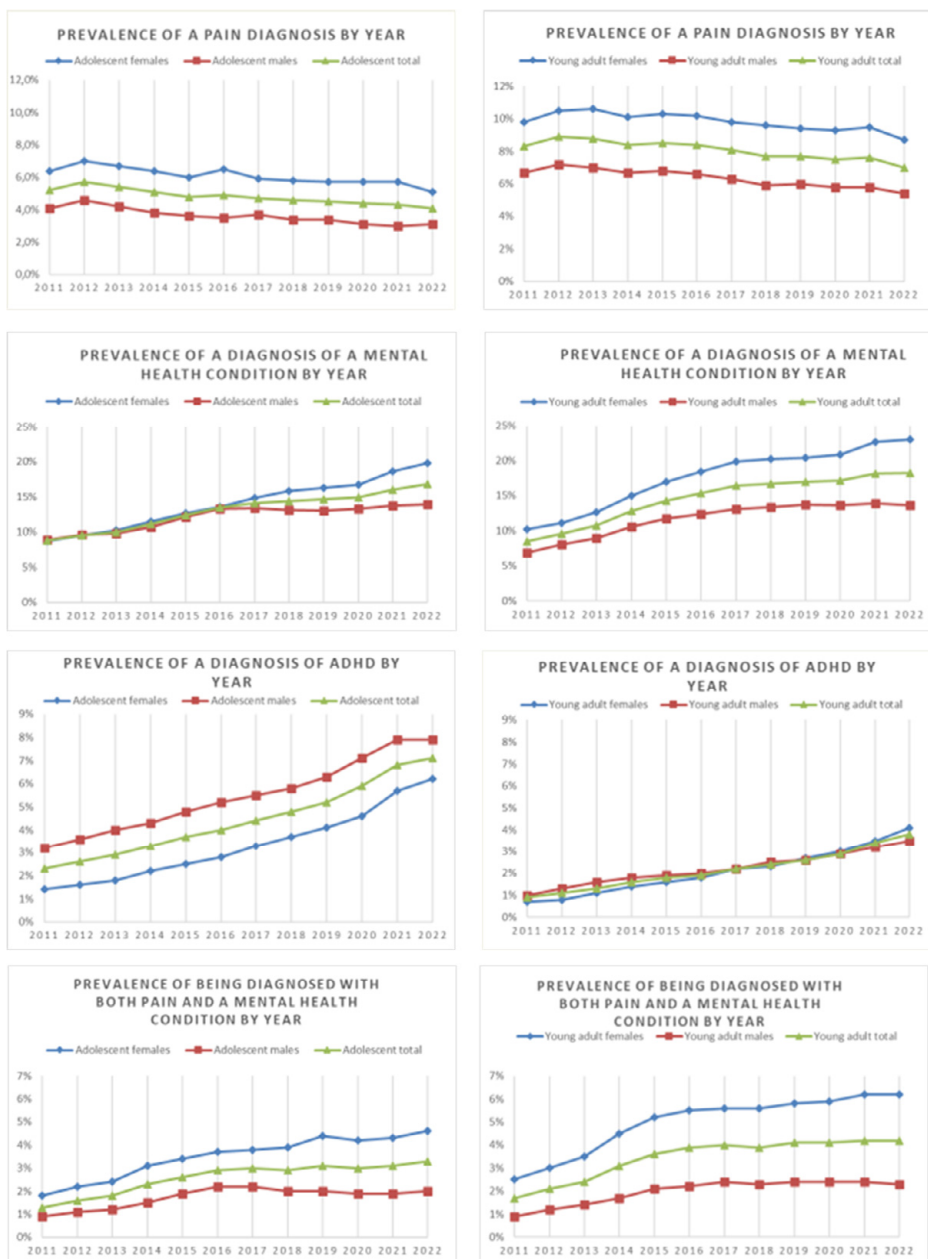 PREVALENCE OF A PAIN DIAGNOSIS BY YEAR
Adolescent females Adolescent males Adolescent total
12,0%
10,0%
8,0%
6,0%
4,0%
2,0%
0,0%
2011 2012 2013 2014 2015 2016 2017 2018 2019 2020 2021 2022
PREVALENCE OF A PAIN DIAGNOSIS BY YEAR
Young adult females Young adult males Young adult total
12%
10%
8%
6%
4%
2%
0%
2011 2012 2013 2014 2015 2016 2017 2018 2019 2020 2021 2022
PREVALENCE OF A DIAGNOSIS OF A MENTAL
HEALTH CONDITION BY YEAR
Adolescent females Adolescent males Adolescent total
25%
20%
15%
10%
5%
0%
2011 2012 2013 2014 2015 2016 2017 2018 2019 2020 2021 2022
PREVALENCE OF A DIAGNOSIS OF A MENTAL
HEALTH CONDITION BY YEAR
Young adult females Young adult males Young adult total
25%
20%
15%
10%
5%
0%
2011 2012 2013 2014 2015 2016 2017 2018 2019 2020 2021 2022
PREVALENCE OF A DIAGNOSIS OF ADHD BY
YEAR
Adolescent females Adolescent males Adolescent total
9%
8%
7%
6%
5%
4%
3%
2%
1%
0%
2011 2012 2013 2014 2015 2016 2017 2018 2019 2020 2021 2022
PREVALENCE OF A DIAGNOSIS OF ADHD BY
YEAR
Young adult females Young adult males Young adult total
9%
8%
7%
6%
5%
4%
3%
2%
1%
0%
2011 2012 2013 2014 2015 2016 2017 2018 2019 2020 2021 2022
PREVALENCE OF BEING DIAGNOSED WITH
BOTH PAIN AND A MENTAL HEALTH
CONDITION BY YEAR
Adolescent females Adolescent males Adolescent total
7%
6%
5%
4%
3%
2%
1%
0%
2011 2012 2013 2014 2015 2016 2017 2018 2019 2020 2021 2022
PREVALENCE OF BEING DIAGNOSED WITH
BOTH PAIN AND A MENTAL HEALTH
CONDITION BY YEAR
Young adult females Young adult males Young adult total
7%
6%
5%
4%
3%
2%
1%
0%
2011 2012 2013 2014 2015 2016 2017 2018 2019 2020 2021 2022